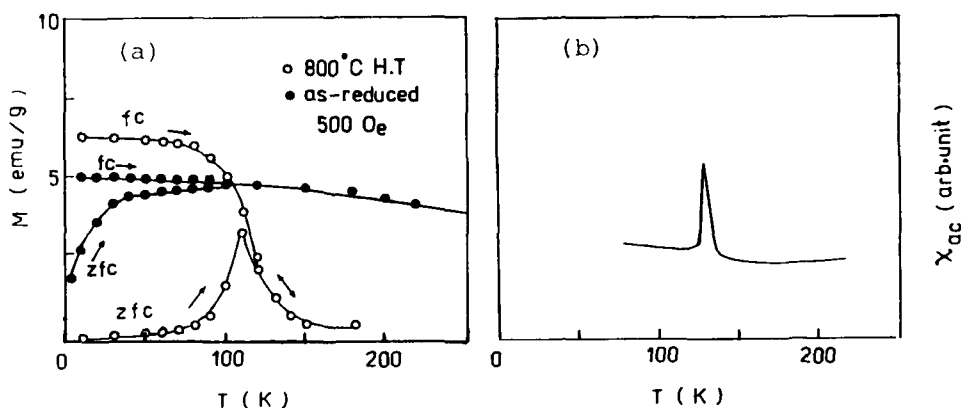 (a)
800°C H.T
as-reduced
500 Oe
fc
fc
zfc
zfc
M (emu/g)
10
5
0
0
100
200
T (K)
(b)
0
100
200
T (K)
χac (arb.unit)